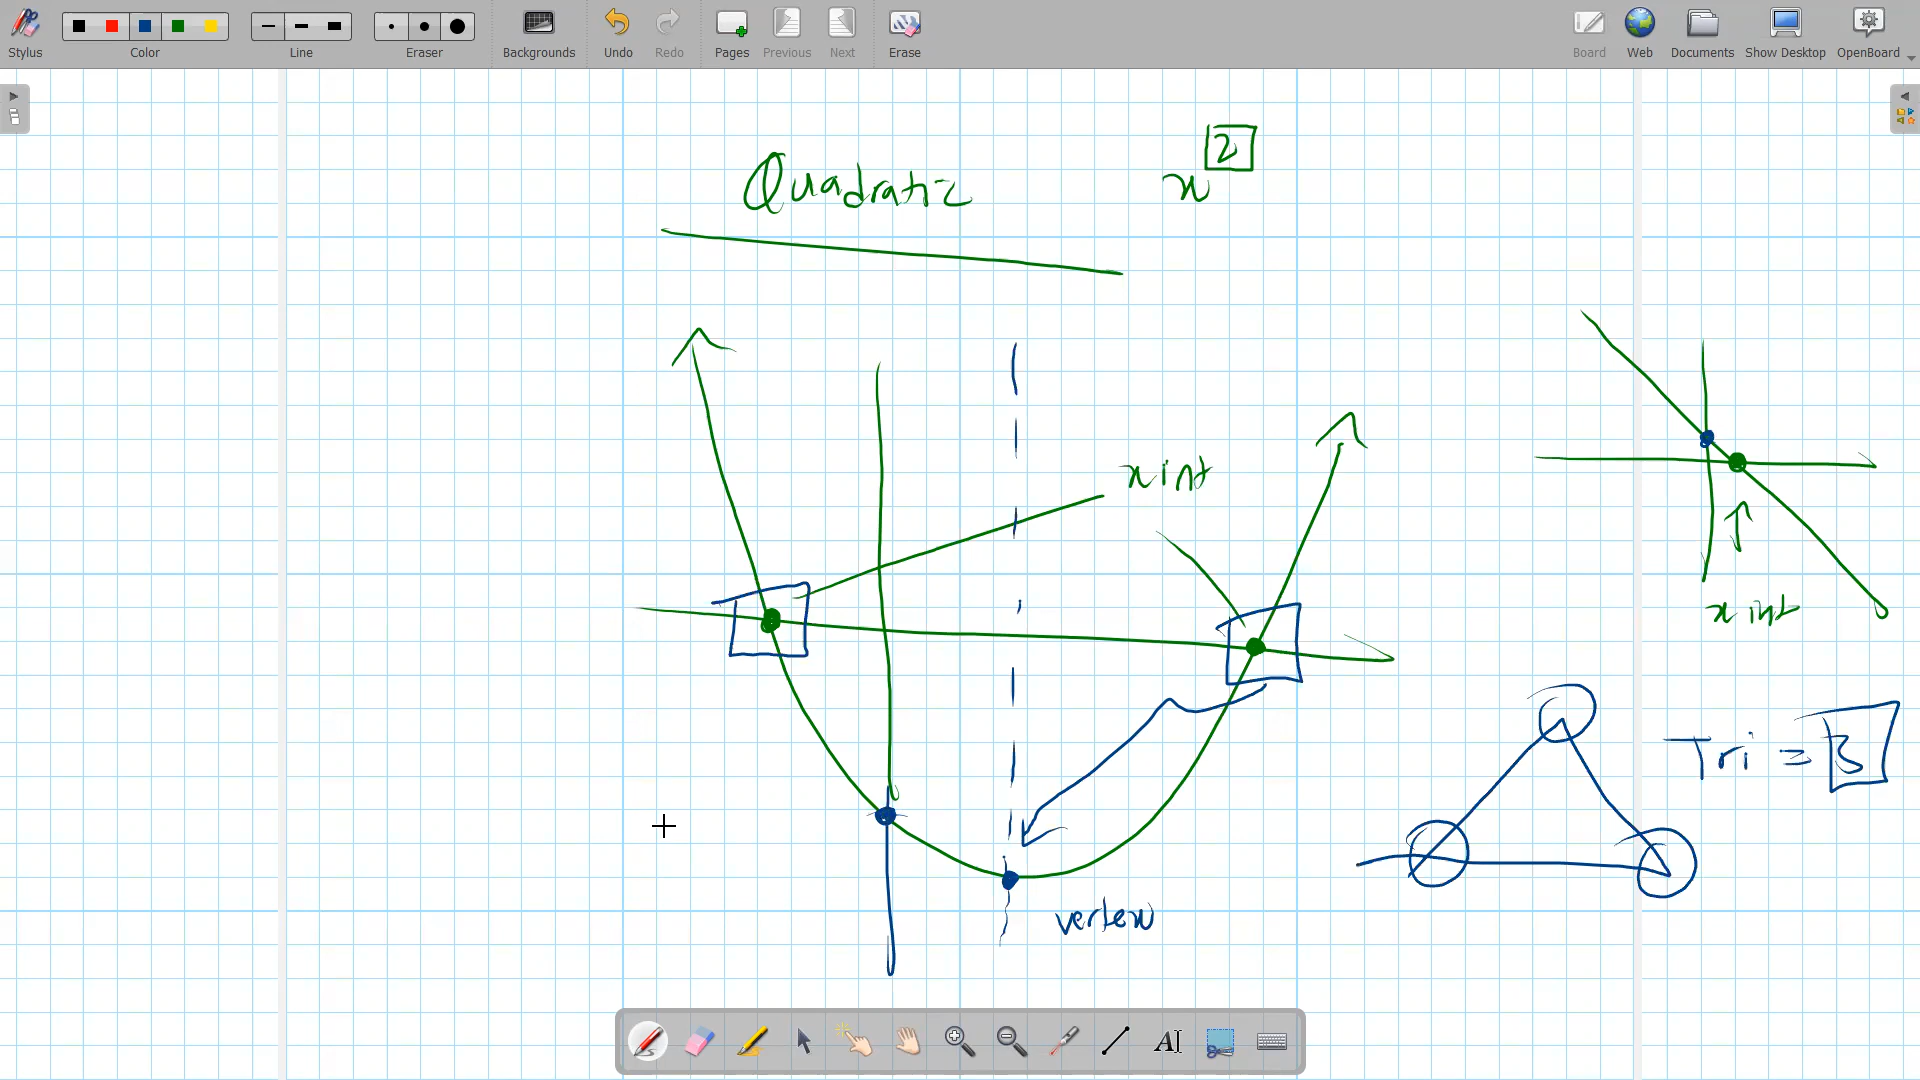 Stylus
Color
Line
Eraser
Backgrounds
Undo
Redo
Pages
Previous
Next
Erase
Board
Web
Documents
Show Desktop
OpenBoard
Quadratic
x 2
x int
x int
Tri = 3
vertex
AI